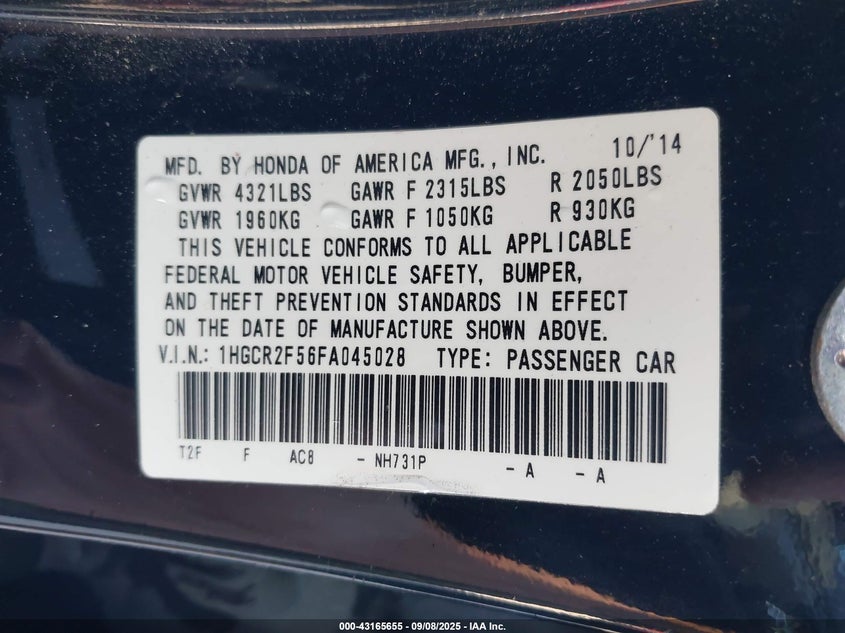 MFD. BY HONDA OF AMERICA MFG., INC. 10/'14
GVWR 4321LBS GAWR F 2315LBS R 2050LBS
GVWR 1960KG GAWR F 1050KG R 930KG
THIS VEHICLE CONFORMS TO ALL APPLICABLE
FEDERAL MOTOR VEHICLE SAFETY, BUMPER,
AND THEFT PREVENTION STANDARDS IN EFFECT
ON THE DATE OF MANUFACTURE SHOWN ABOVE.
V.I.N.: 1HGCR2F56FA045028 TYPE: PASSENGER CAR
T2F F AC8 - NH731P - A - A
000-43165655 - 09/08/2025 - IAA Inc.